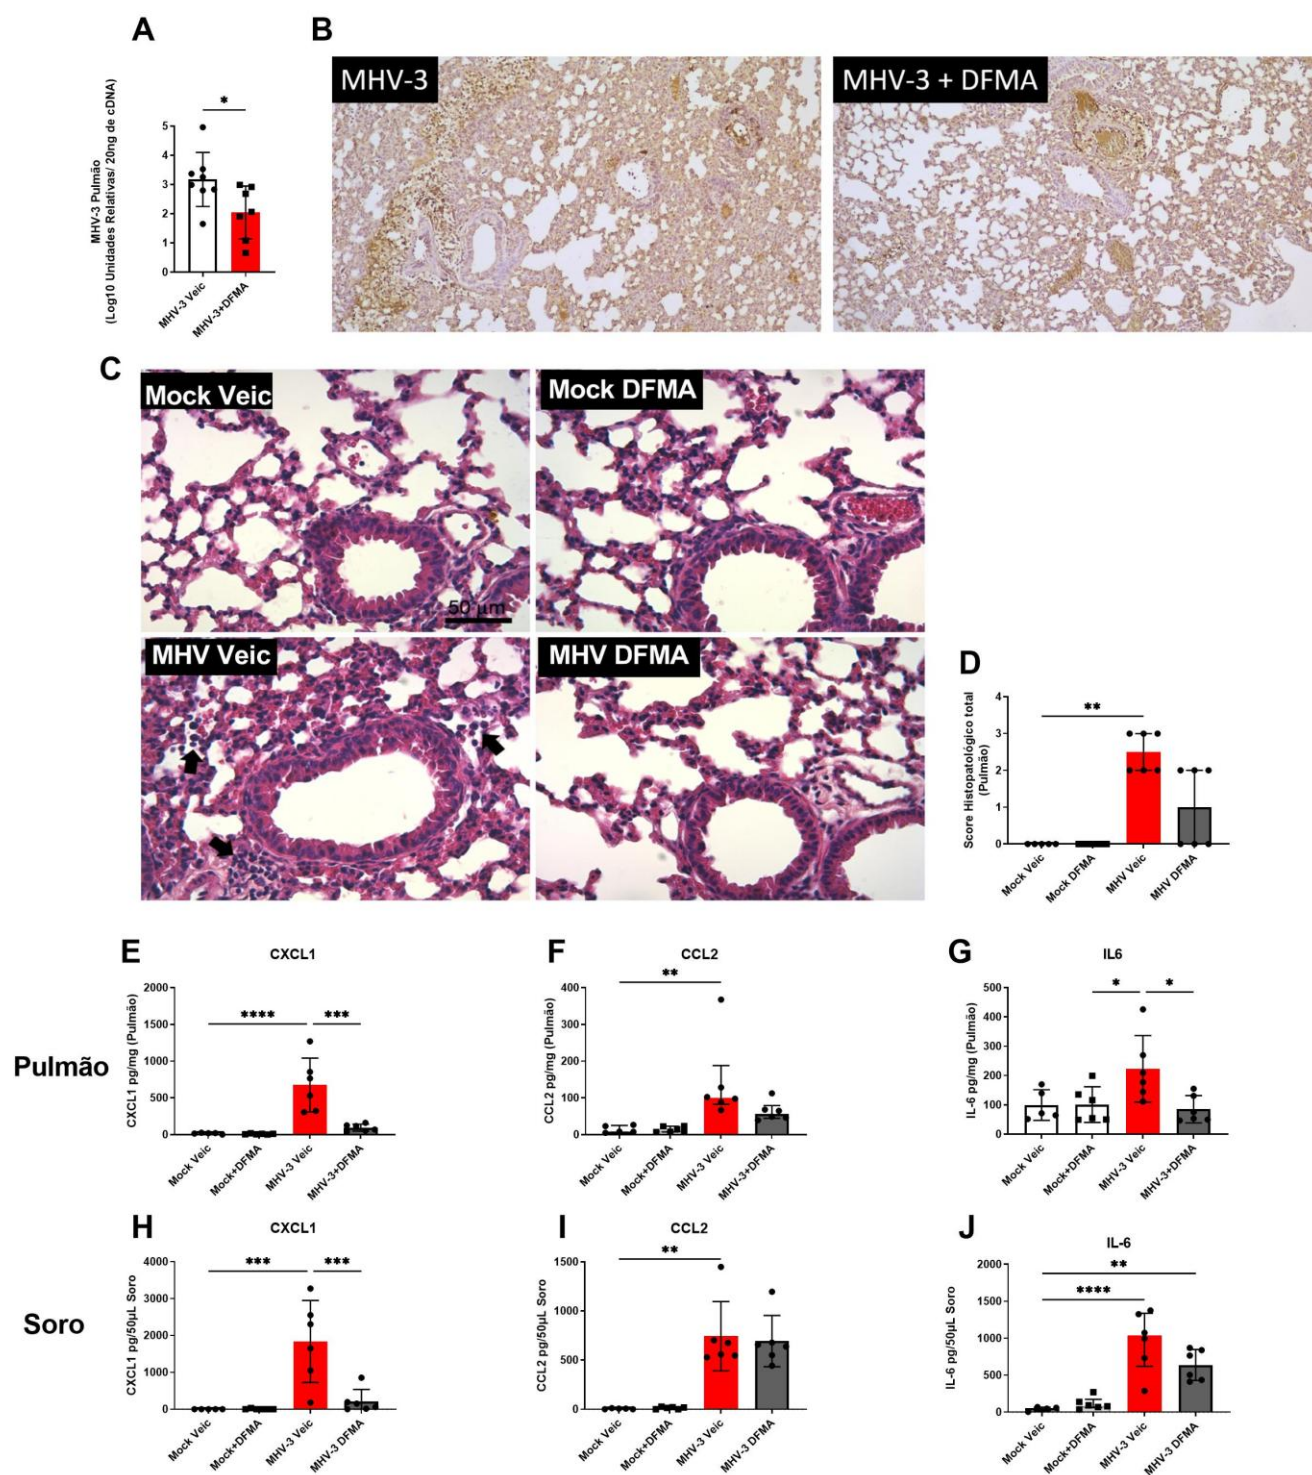 A
MHV-3 Pulmão
(Log10 Unidades Relativas/ 20ng de cDNA)
*
5
4
3
2
1
0
MHV-3 Veic
MHV-3+DFMA
B
MHV-3
MHV-3 + DFMA
C
Mock Veic
50 µm
Mock DFMA
MHV Veic
MHV DFMA
D
Score Histopatológico total
(Pulmão)
**
4
3
2
1
0
Mock Veic
Mock DFMA
MHV Veic
MHV DFMA
Pulmão
E
CXCL1
CXCL1 pg/mg (Pulmão)
****
***
2000
1500
1000
500
0
Mock Veic
Mock+DFMA
MHV-3 Veic
MHV-3+DFMA
F
CCL2
CCL2 pg/mg (Pulmão)
**
400
300
200
100
0
Mock Veic
Mock+DFMA
MHV-3 Veic
MHV-3+DFMA
G
IL6
IL-6 pg/mg (Pulmão)
*
*
500
400
300
200
100
0
Mock Veic
Mock+DFMA
MHV-3 Veic
MHV-3+DFMA
Soro
H
CXCL1
CXCL1 pg/50µL Soro
***
***
4000
3000
2000
1000
0
Mock Veic
Mock+DFMA
MHV-3 Veic
MHV-3 DFMA
I
CCL2
CCL2 pg/50µL Soro
**
1500
1000
500
0
Mock Veic
Mock+DFMA
MHV-3 Veic
MHV-3 DFMA
J
IL-6
IL-6 pg/50µL Soro
**
****
2000
1500
1000
500
0
Mock Veic
Mock+DFMA
MHV-3 Veic
MHV-3 DFMA